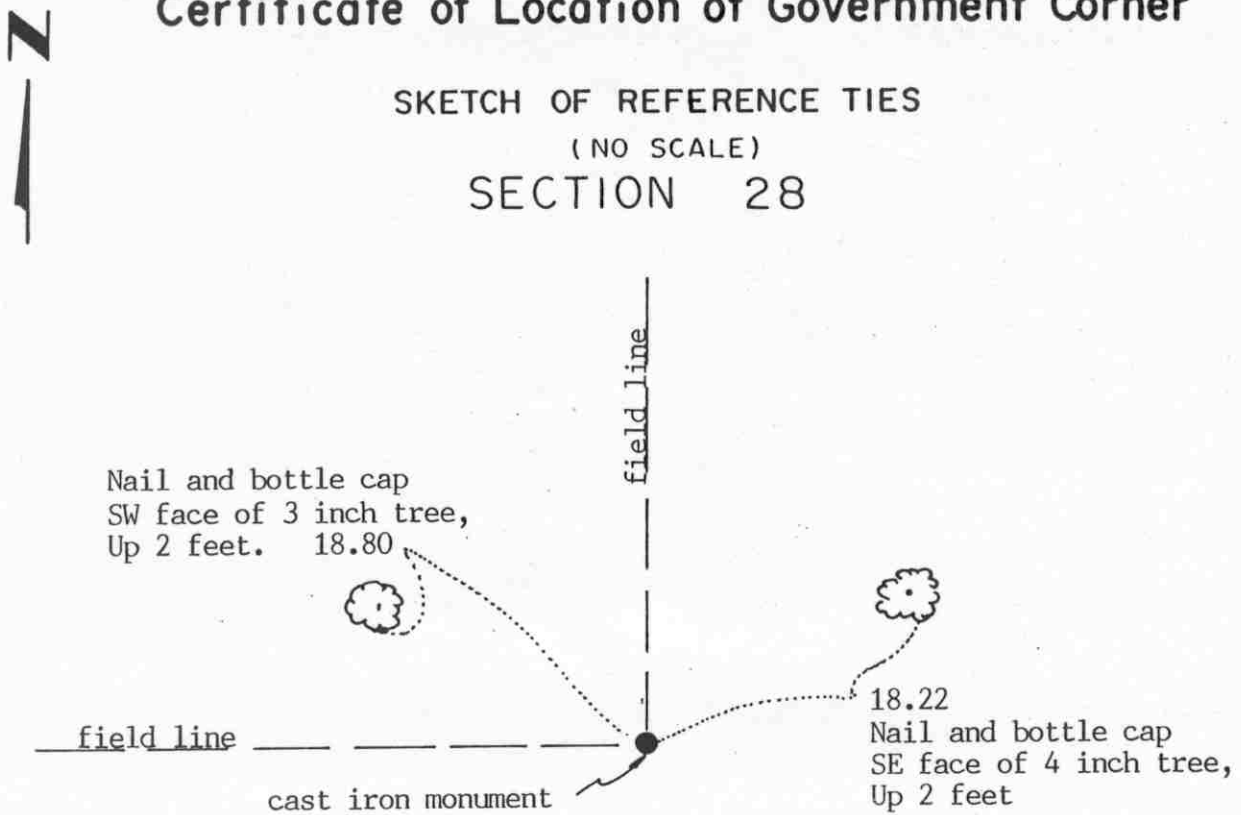 Certificate of Location of Government Corner
N
SKETCH OF REFERENCE TIES
(NO SCALE)
SECTION 28
field line
Nail and bottle cap
SW face of 3 inch tree,
Up 2 feet. 18.80
18.22
Nail and bottle cap
SE face of 4 inch tree,
Up 2 feet
field line
cast iron monument